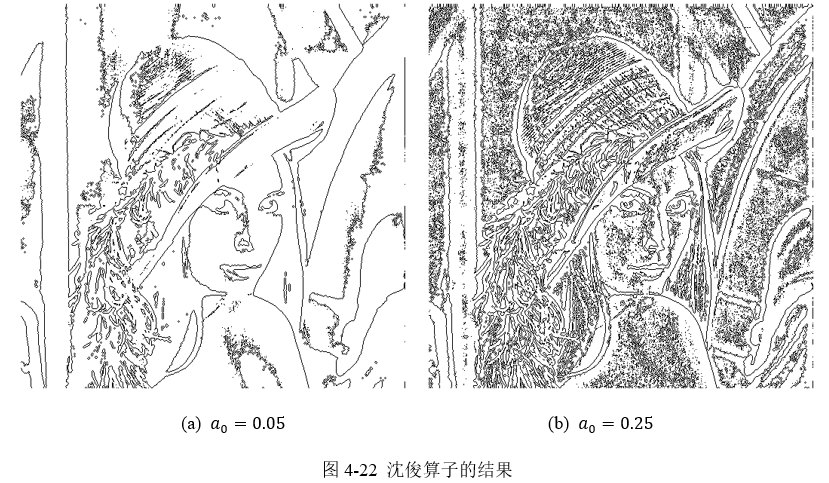 (a) a₀ = 0.05
(b) a₀ = 0.25
图 4-22 沈俊算子的结果